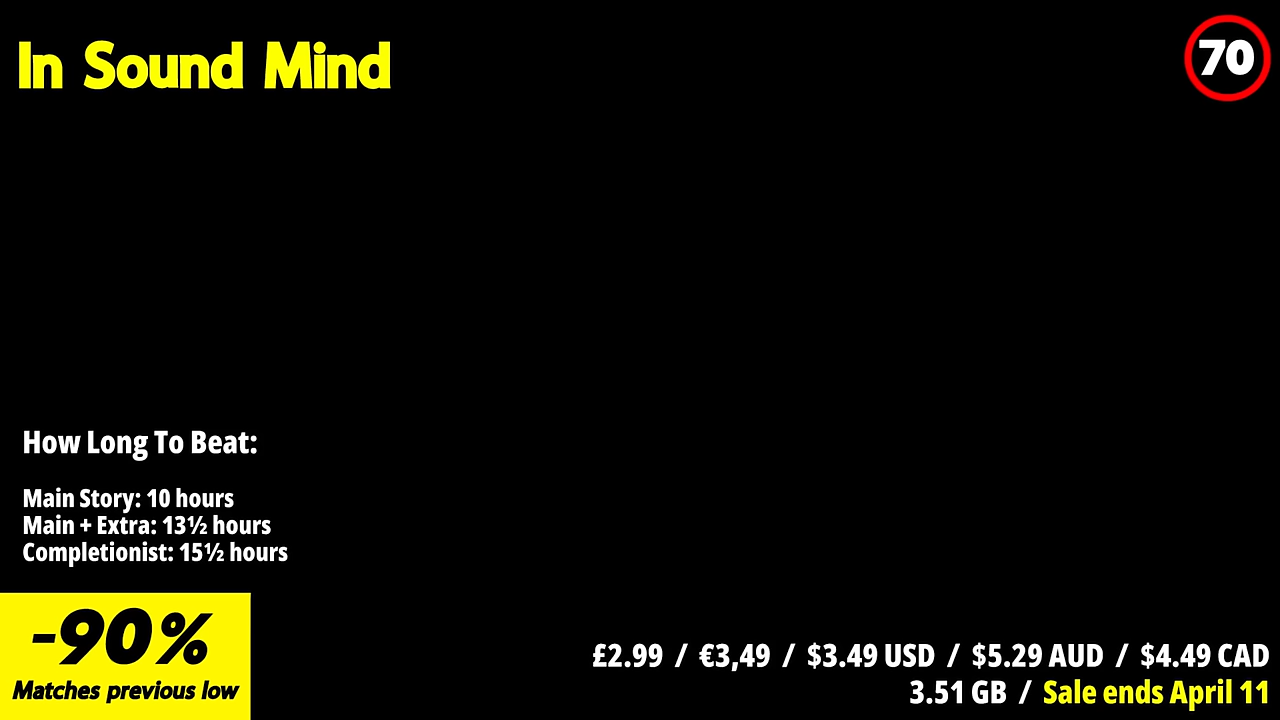 In Sound Mind
70
How Long To Beat:
Main Story: 10 hours
Main + Extra: 13½ hours
Completionist: 15½ hours
-90%
Matches previous low
£2.99 / €3,49 / $3.49 USD / $5.29 AUD / $4.49 CAD
3.51 GB / Sale ends April 11